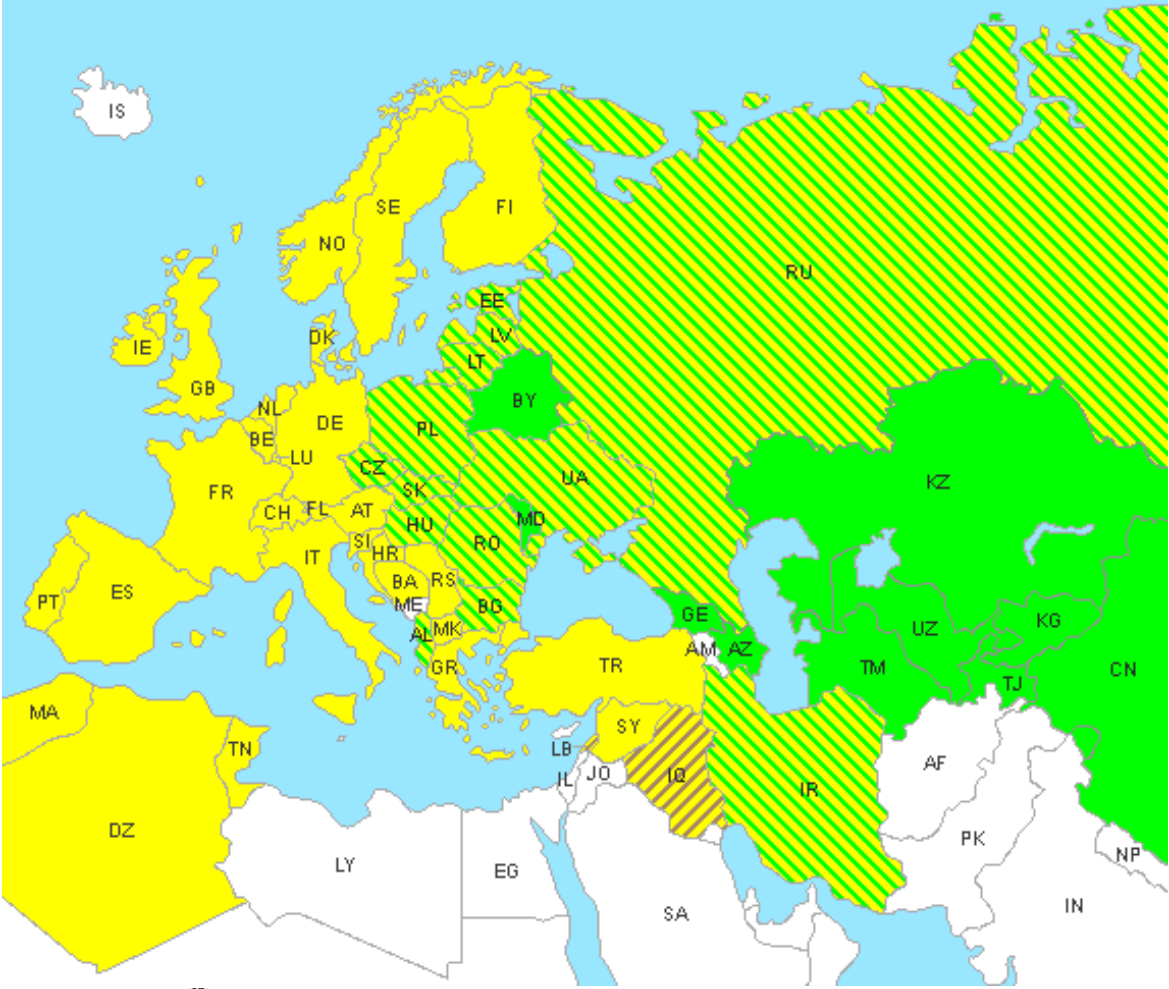 IS
SE
FI
NO
RU
EE
LV
DK
IE
LT
GB
BY
NL
DE
PL
BE
LU
CZ
UA
KZ
FR
SK
CH
FL
AT
HU
MD
SI
RO
HR
IT
BA
RS
ES
PT
ME
BG
GE
KG
UZ
AL
MK
AM
AZ
GR
TR
TM
TJ
CN
MA
SY
TN
LB
AF
IL
JO
IQ
IR
DZ
PK
NP
LY
EG
SA
IN